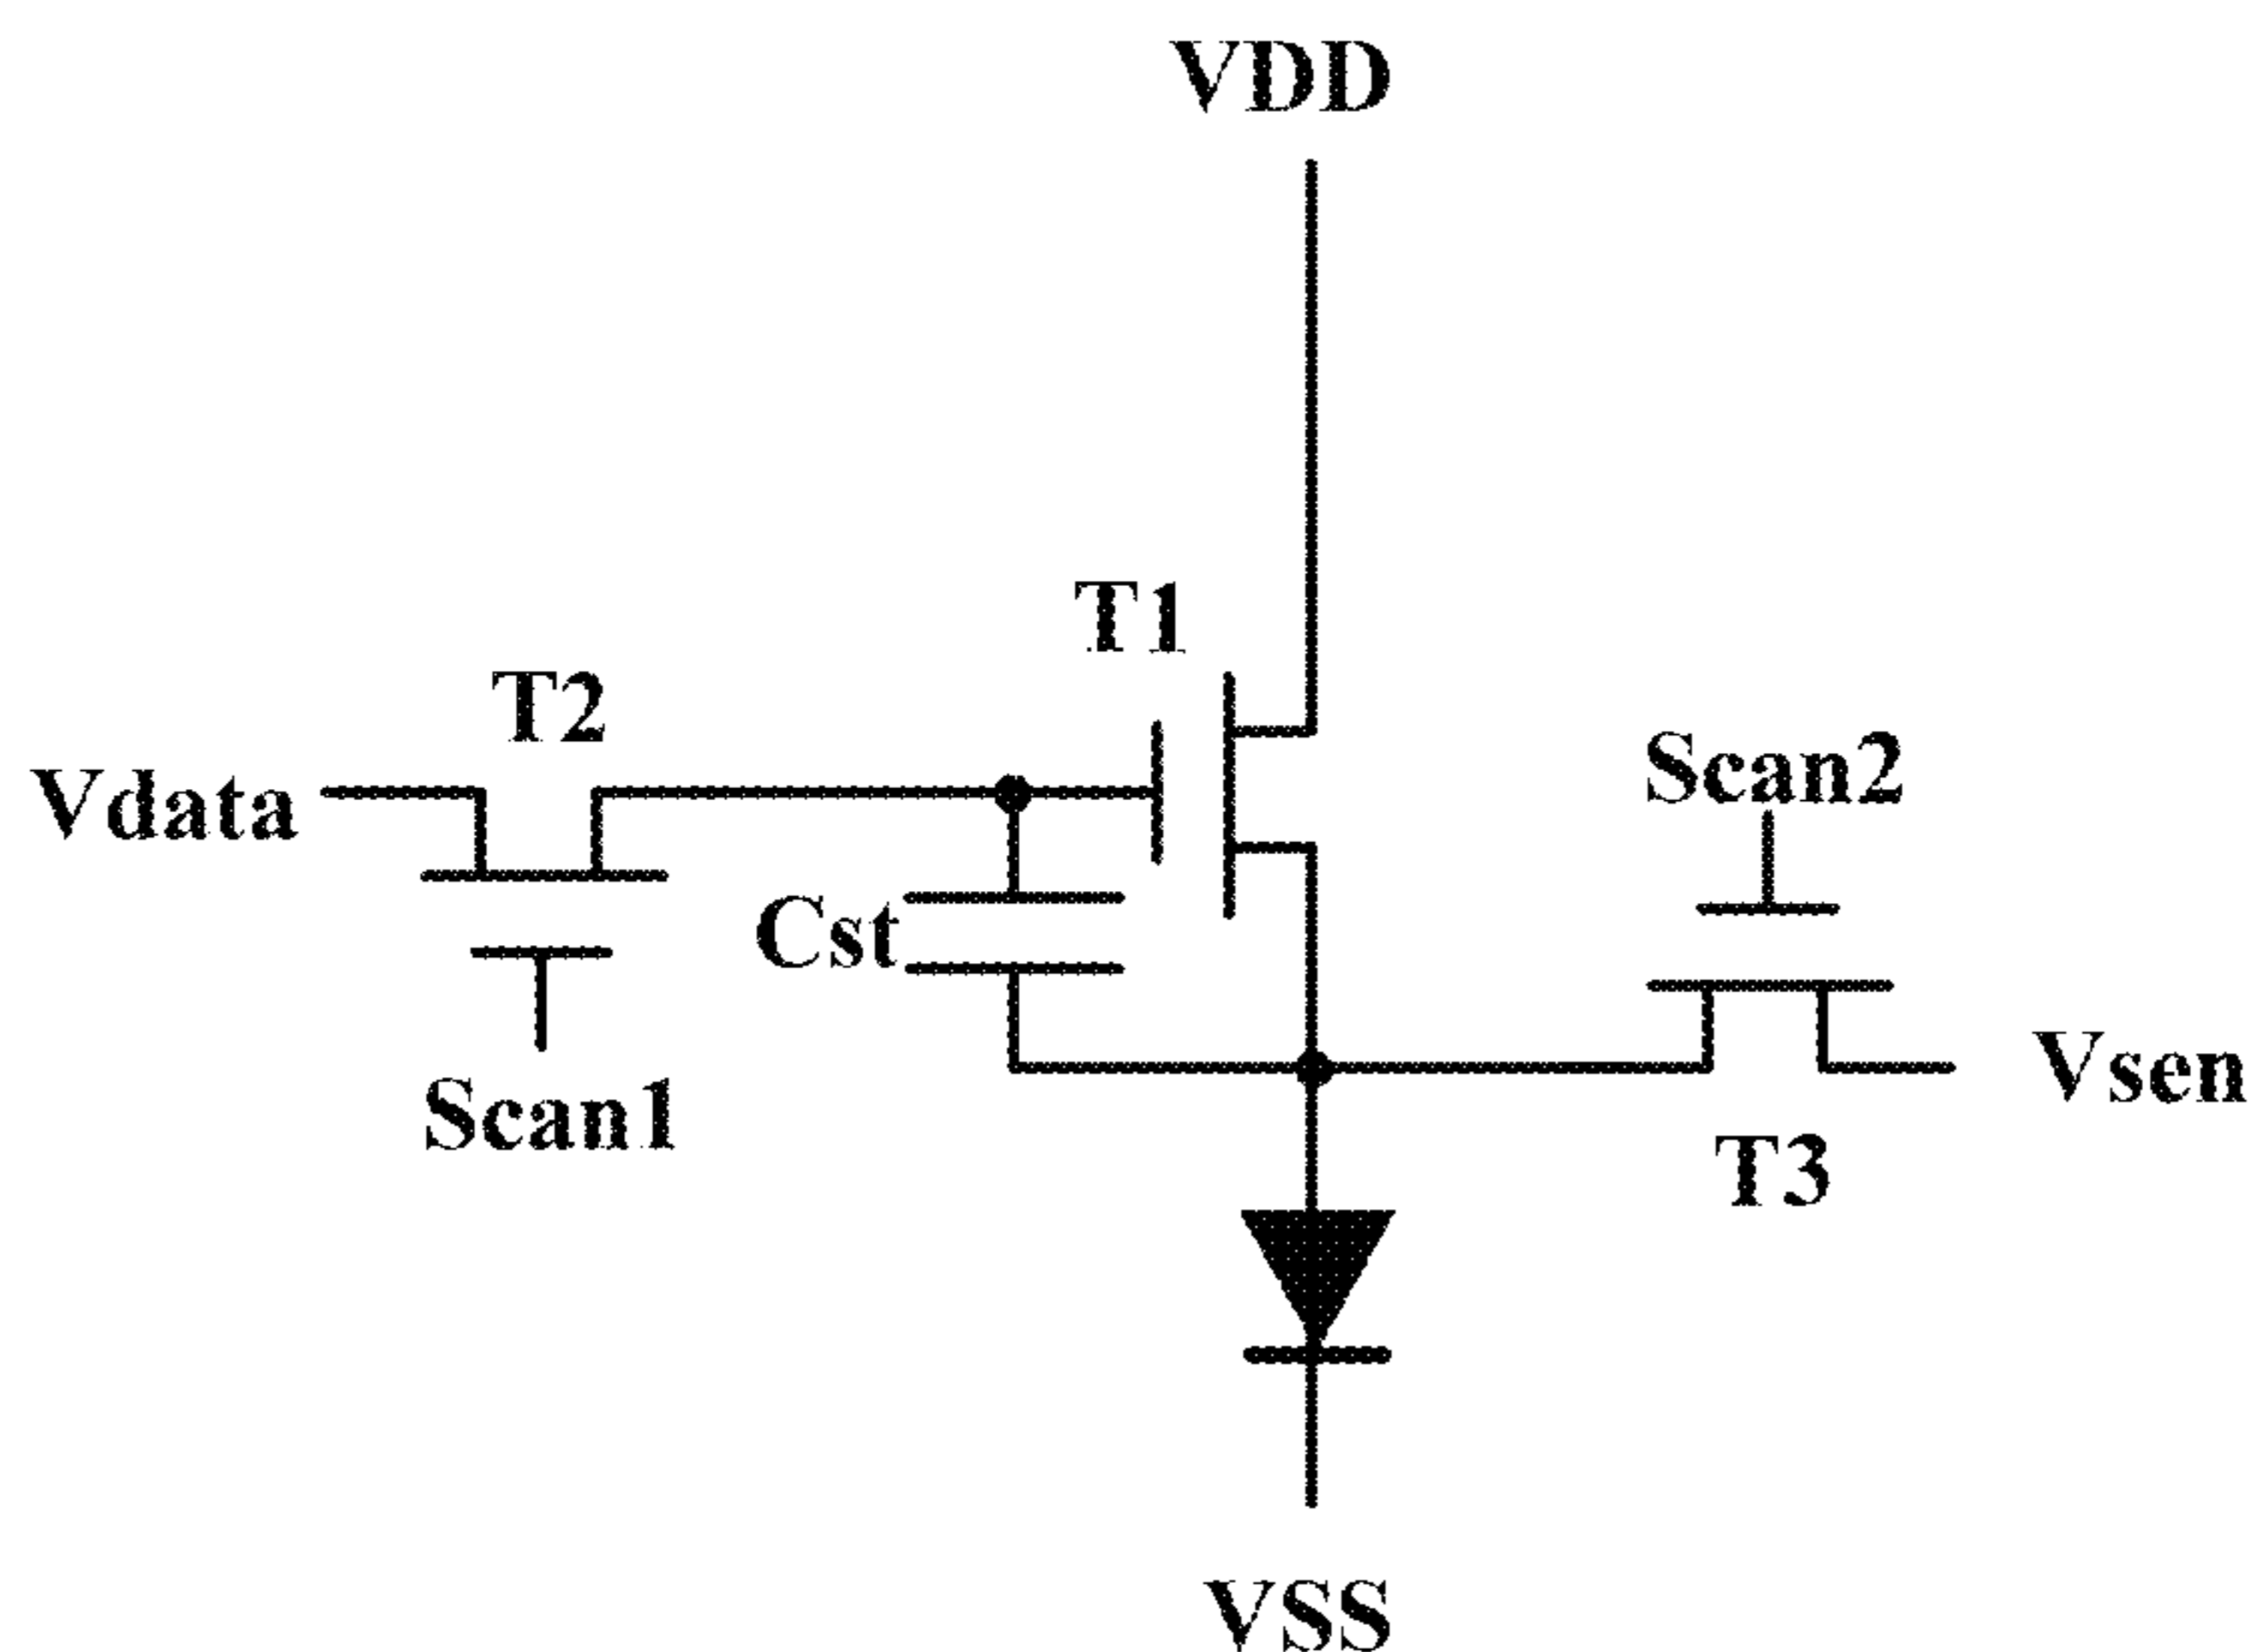 VDD
T1
T2
Scan2
Vdata
Cst
Vsen
Scan1
T3
VSS